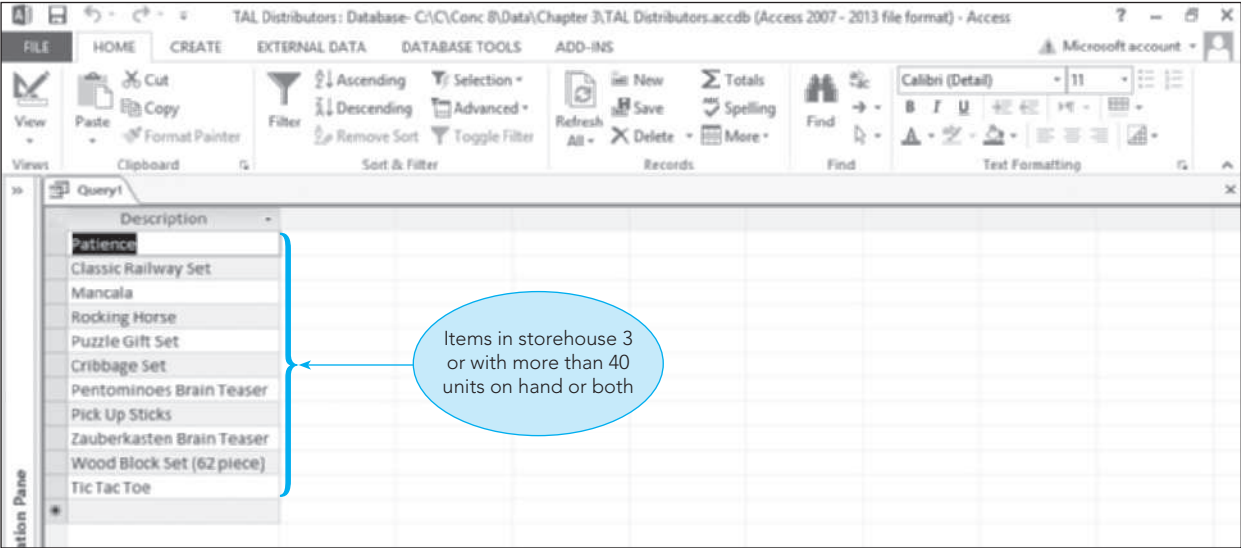 TAL Distributors : Database- C:\C\Conc 8\Data\Chapter 3\TAL Distributors.accdb (Access 2007 - 2013 file format) - Access
FILE HOME CREATE EXTERNAL DATA DATABASE TOOLS ADD-INS Microsoft account
View
Views
Paste
Cut
Copy
Format Painter
Clipboard
Filter
Ascending
Descending
Remove Sort
Selection
Advanced
Toggle Filter
Sort & Filter
Refresh
All
New
Save
Delete
Totals
Spelling
More
Records
Find
Find
Calibri (Detail) 11
B I U
A
Text Formatting
Query1
Description
Patience
Classic Railway Set
Mancala
Rocking Horse
Puzzle Gift Set
Cribbage Set
Pentominoes Brain Teaser
Pick Up Sticks
Zauberkasten Brain Teaser
Wood Block Set (62 piece)
Tic Tac Toe
Items in storehouse 3
or with more than 40
units on hand or both
ation Pane